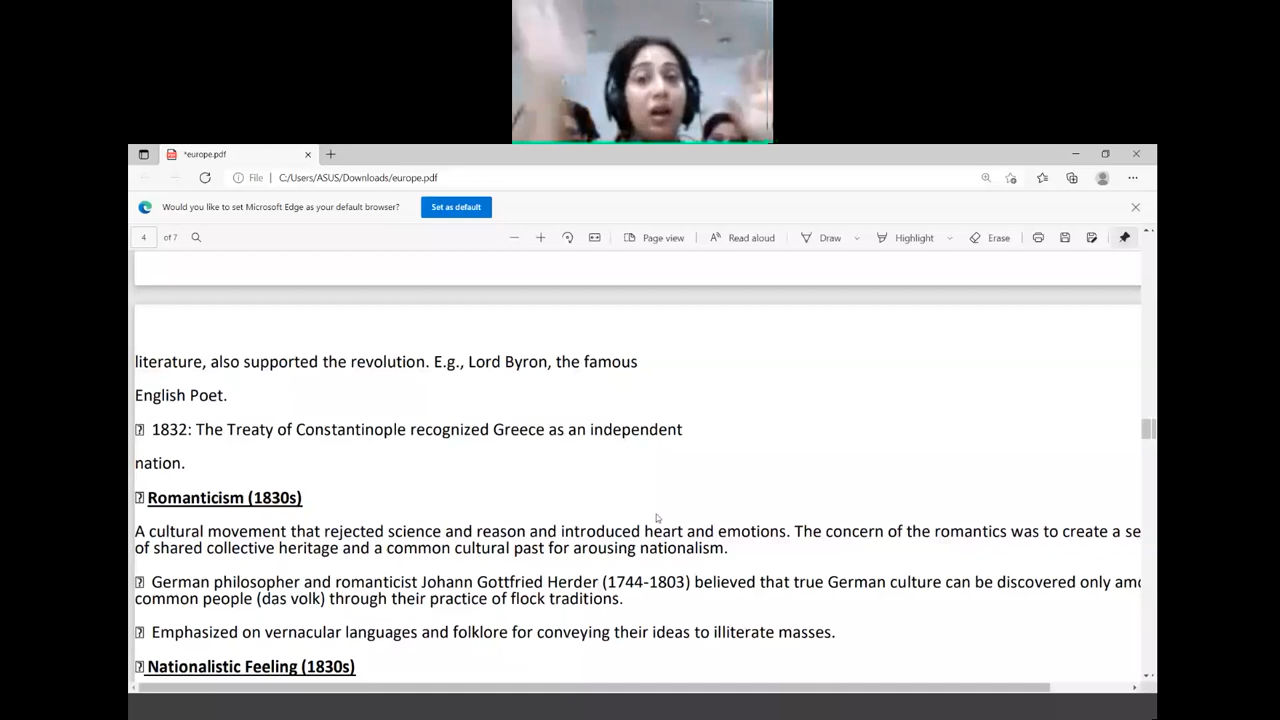 *europe.pdf
File
C:/Users/ASUS/Downloads/europe.pdf
Would you like to set Microsoft Edge as your default browser?
Set as default
4 of 7
Page view
Read aloud
Draw
Highlight
Erase
literature, also supported the revolution. E.g., Lord Byron, the famous
English Poet.
1832: The Treaty of Constantinople recognized Greece as an independent
nation.
Romanticism (1830s)
A cultural movement that rejected science and reason and introduced heart and emotions. The concern of the romantics was to create a se
of shared collective heritage and a common cultural past for arousing nationalism.
German philosopher and romanticist Johann Gottfried Herder (1744-1803) believed that true German culture can be discovered only amo
common people (das volk) through their practice of flock traditions.
Emphasized on vernacular languages and folklore for conveying their ideas to illiterate masses.
Nationalistic Feeling (1830s)